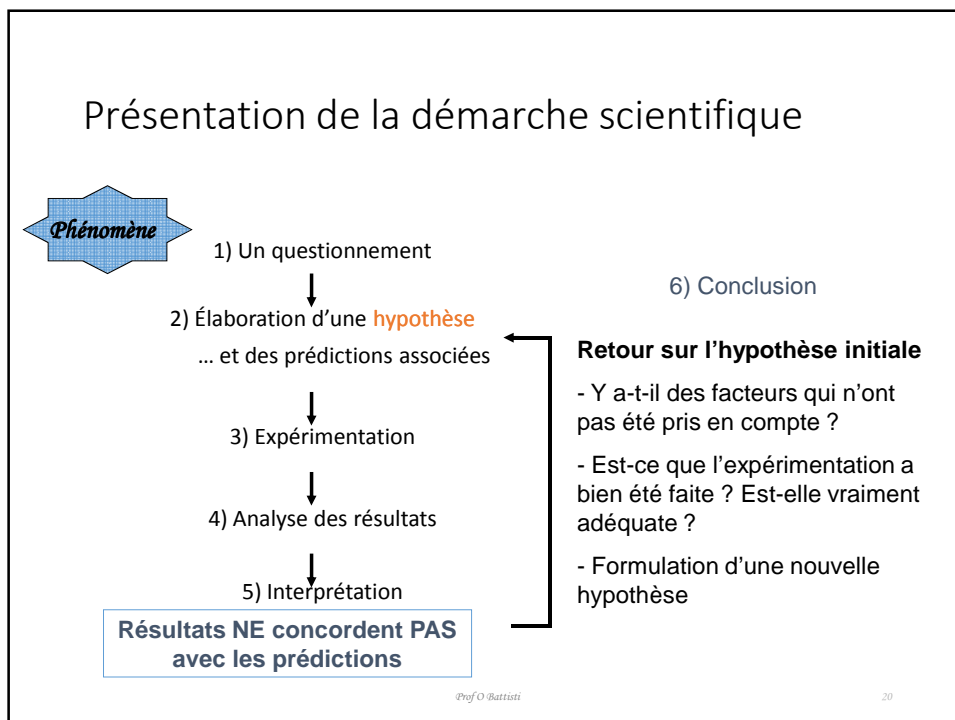 Présentation de la démarche scientifique
Phénomène
1) Un questionnement
2) Élaboration d’une hypothèse
... et des prédictions associées
3) Expérimentation
4) Analyse des résultats
5) Interprétation
Résultats NE concordent PAS
avec les prédictions
6) Conclusion
Retour sur l’hypothèse initiale
- Y a-t-il des facteurs qui n’ont
pas été pris en compte ?
- Est-ce que l’expérimentation a
bien été faite ? Est-elle vraiment
adéquate ?
- Formulation d’une nouvelle
hypothèse
Prof O Battisti
20